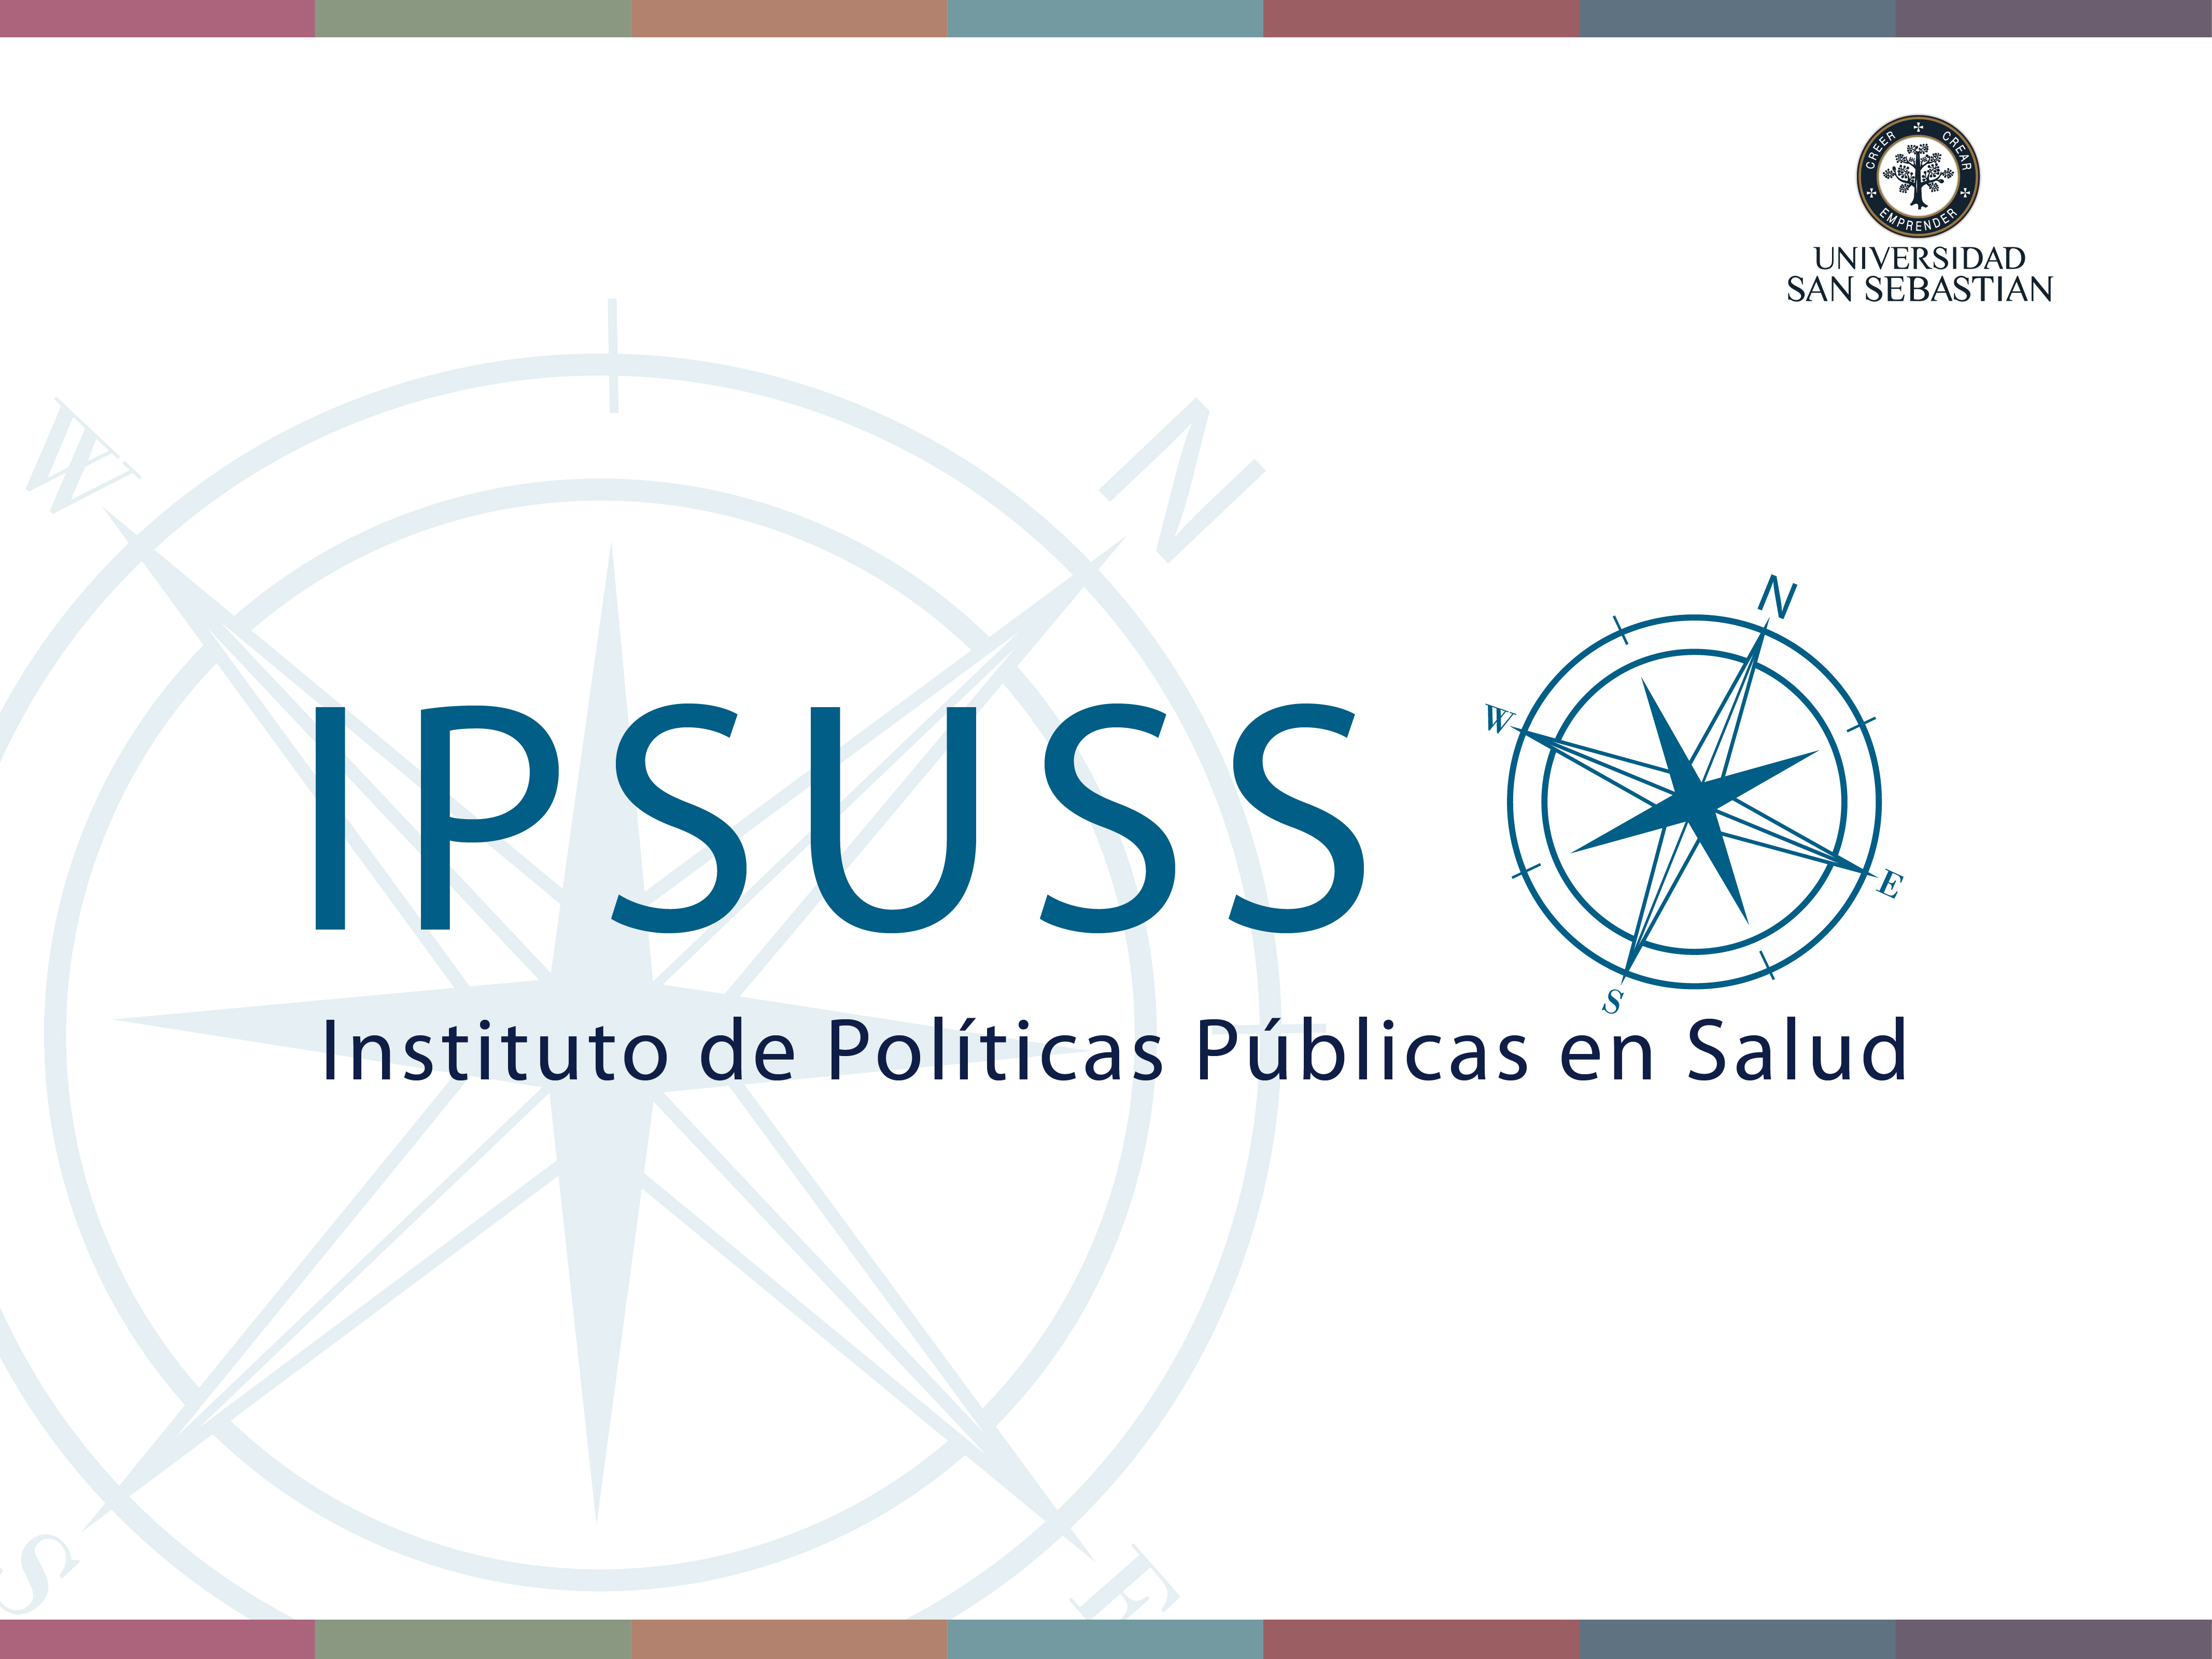 CREER CREAR
EMPRENDER
UNIVERSIDAD
SAN SEBASTIAN
W
N
N
W
IPSUSS
E
S
Instituto de Políticas Públicas en Salud
S
E